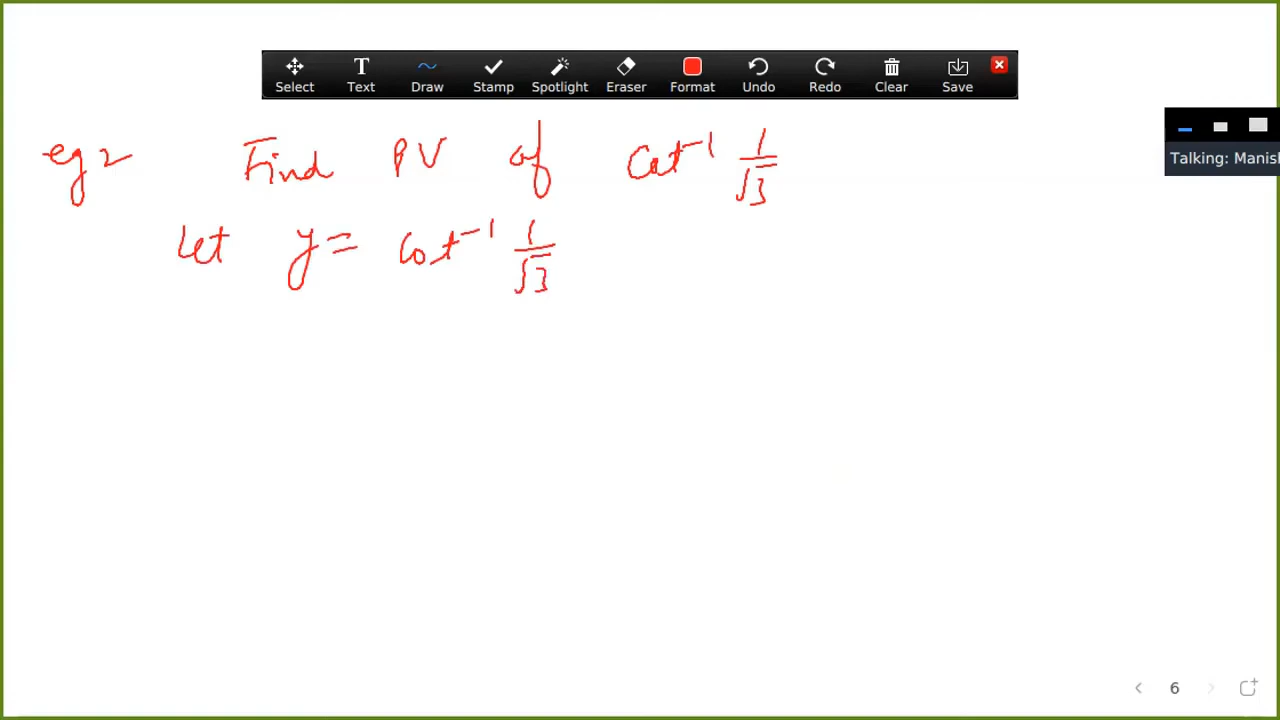 Select Text Draw Stamp Spotlight Eraser Format Undo Redo Clear Save
Talking: Manish
eg 2 Find PV of Cot⁻¹ 1/√3
Let y = Cot⁻¹ 1/√3
6